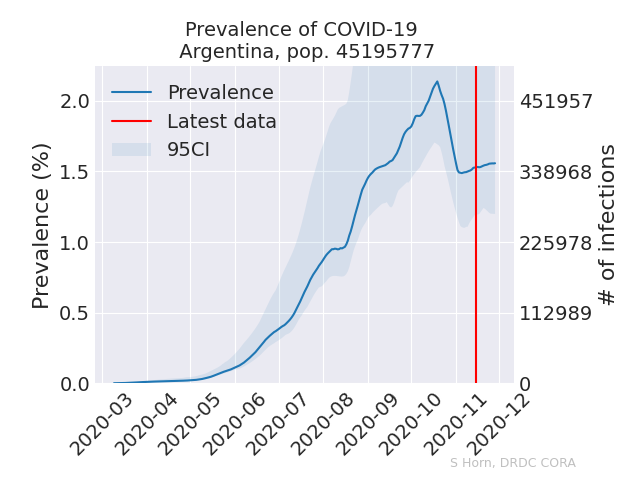 Prevalence of COVID-19
Argentina, pop. 45195777
Prevalence
Latest data
95CI
Prevalence (%)
2.0
1.5
1.0
0.5
0.0
451957
338968
225978
112989
0
# of infections
2020-03
2020-04
2020-05
2020-06
2020-07
2020-08
2020-09
2020-10
2020-11
2020-12
S Horn, DRDC CORA